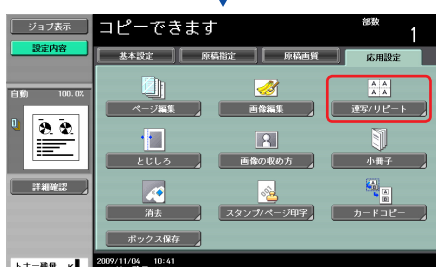 ジョブ表示
コピーできます
部数
1
設定内容
基本設定
原稿指定
原稿画質
応用設定
自動 100.0%
ページ編集
画像編集
A A
A A
連写/リピート
とじしろ
画像の収め方
小冊子
詳細確認
消去
スタンプ/ページ印字
カードコピー
ボックス保存
トナー残量 K
2009/11/04 10:41